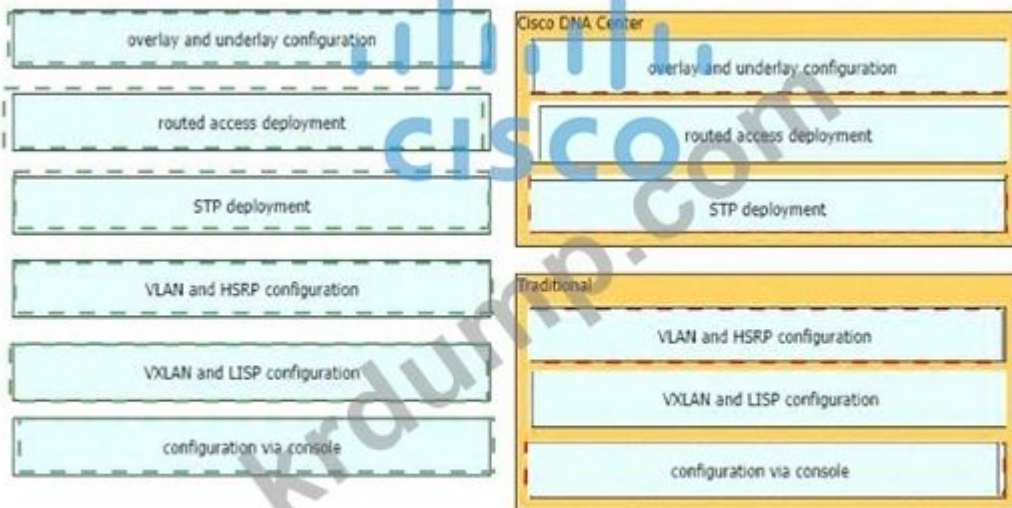 overlay and underlay configuration
routed access deployment
STP deployment
VLAN and HSRP configuration
VXLAN and LISP configuration
configuration via console
Cisco DNA Center
overlay and underlay configuration
routed access deployment
STP deployment
Traditional
VLAN and HSRP configuration
VXLAN and LISP configuration
configuration via console
CISCO
krdump.com